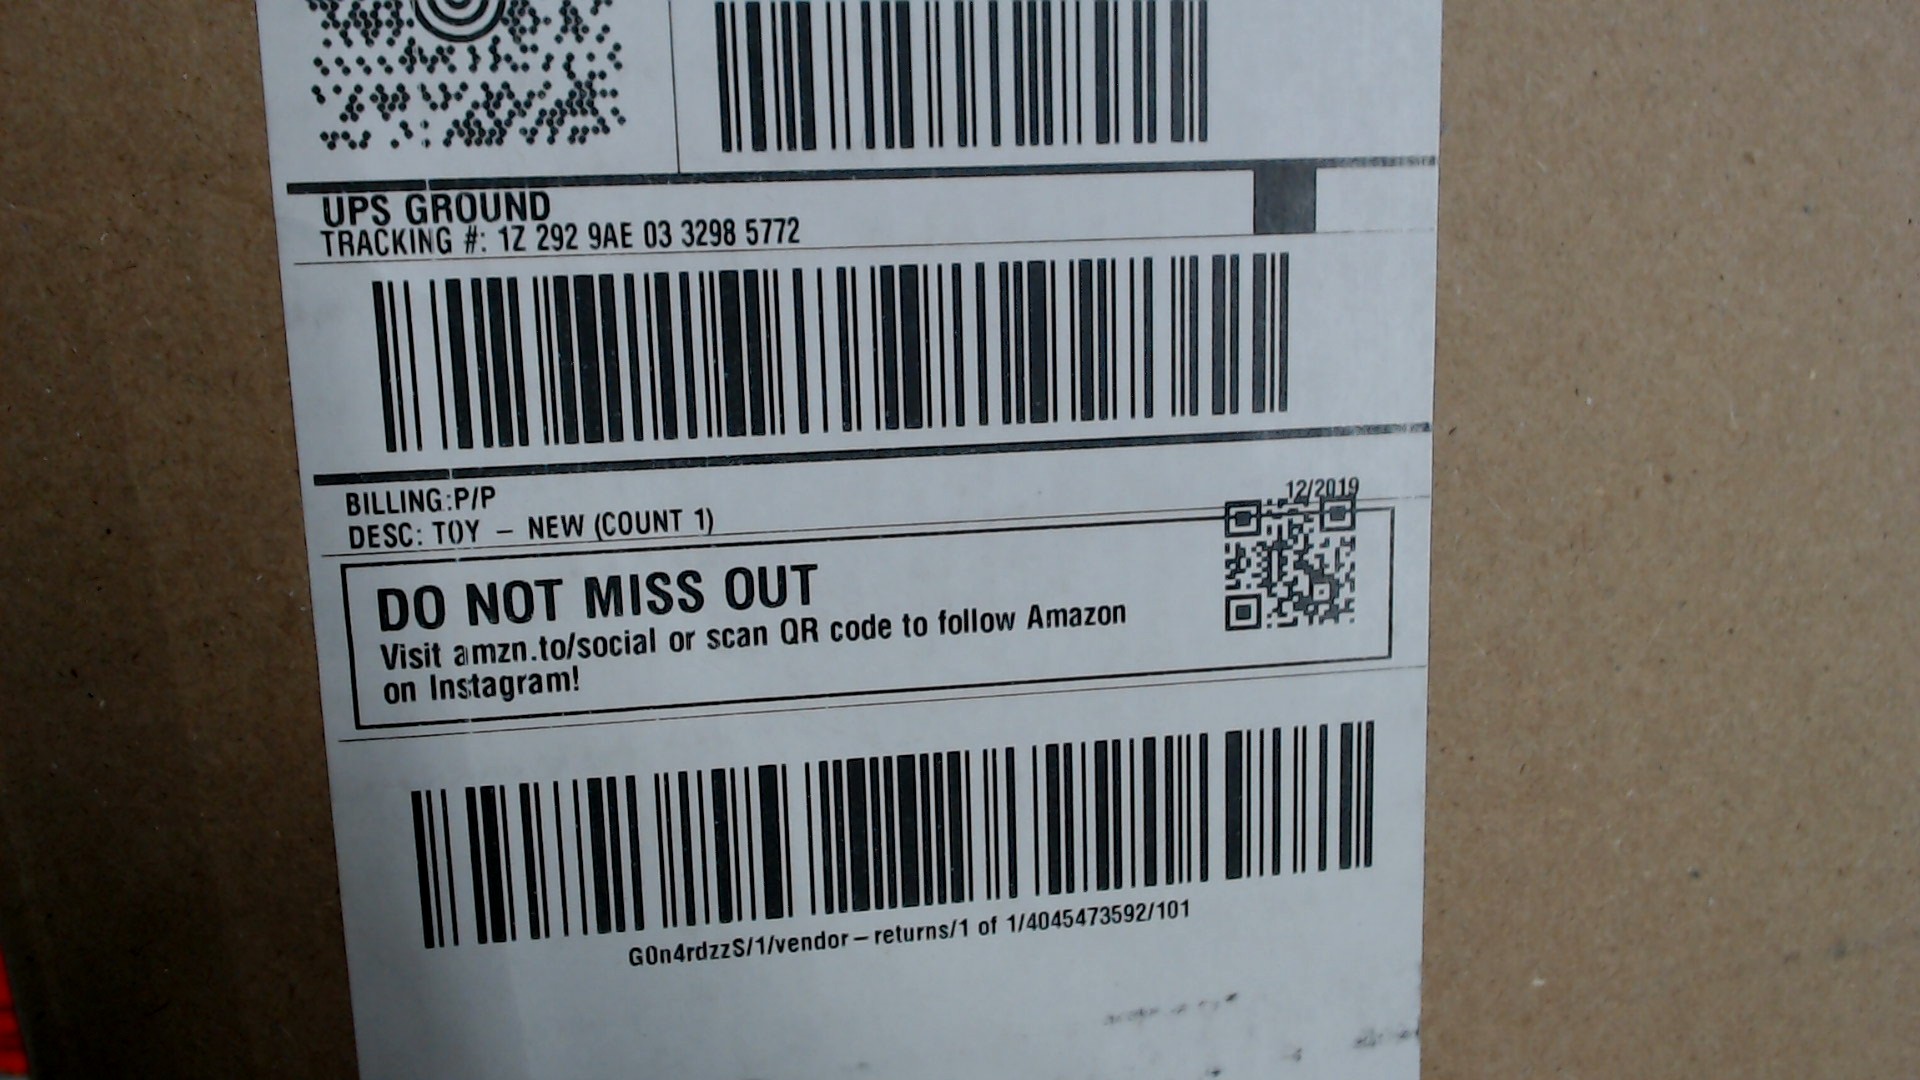 UPS GROUND
TRACKING #: 1Z 292 9AE 03 3298 5772
BILLING:P/P
DESC: TOY – NEW (COUNT 1)
12/2019
DO NOT MISS OUT
Visit amzn.to/social or scan QR code to follow Amazon
on Instagram!
G0n4rdzzS/1/vendor–returns/1 of 1/4045473592/101